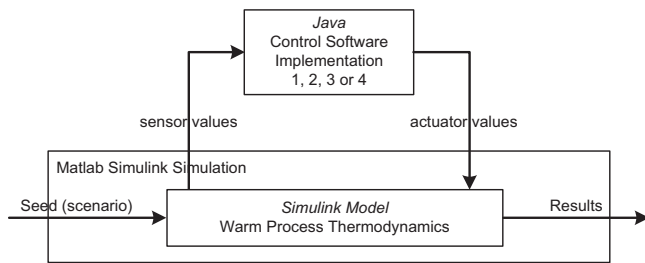 Java
Control Software
Implementation
1, 2, 3 or 4
sensor values
actuator values
Matlab Simulink Simulation
Seed (scenario)
Simulink Model
Warm Process Thermodynamics
Results